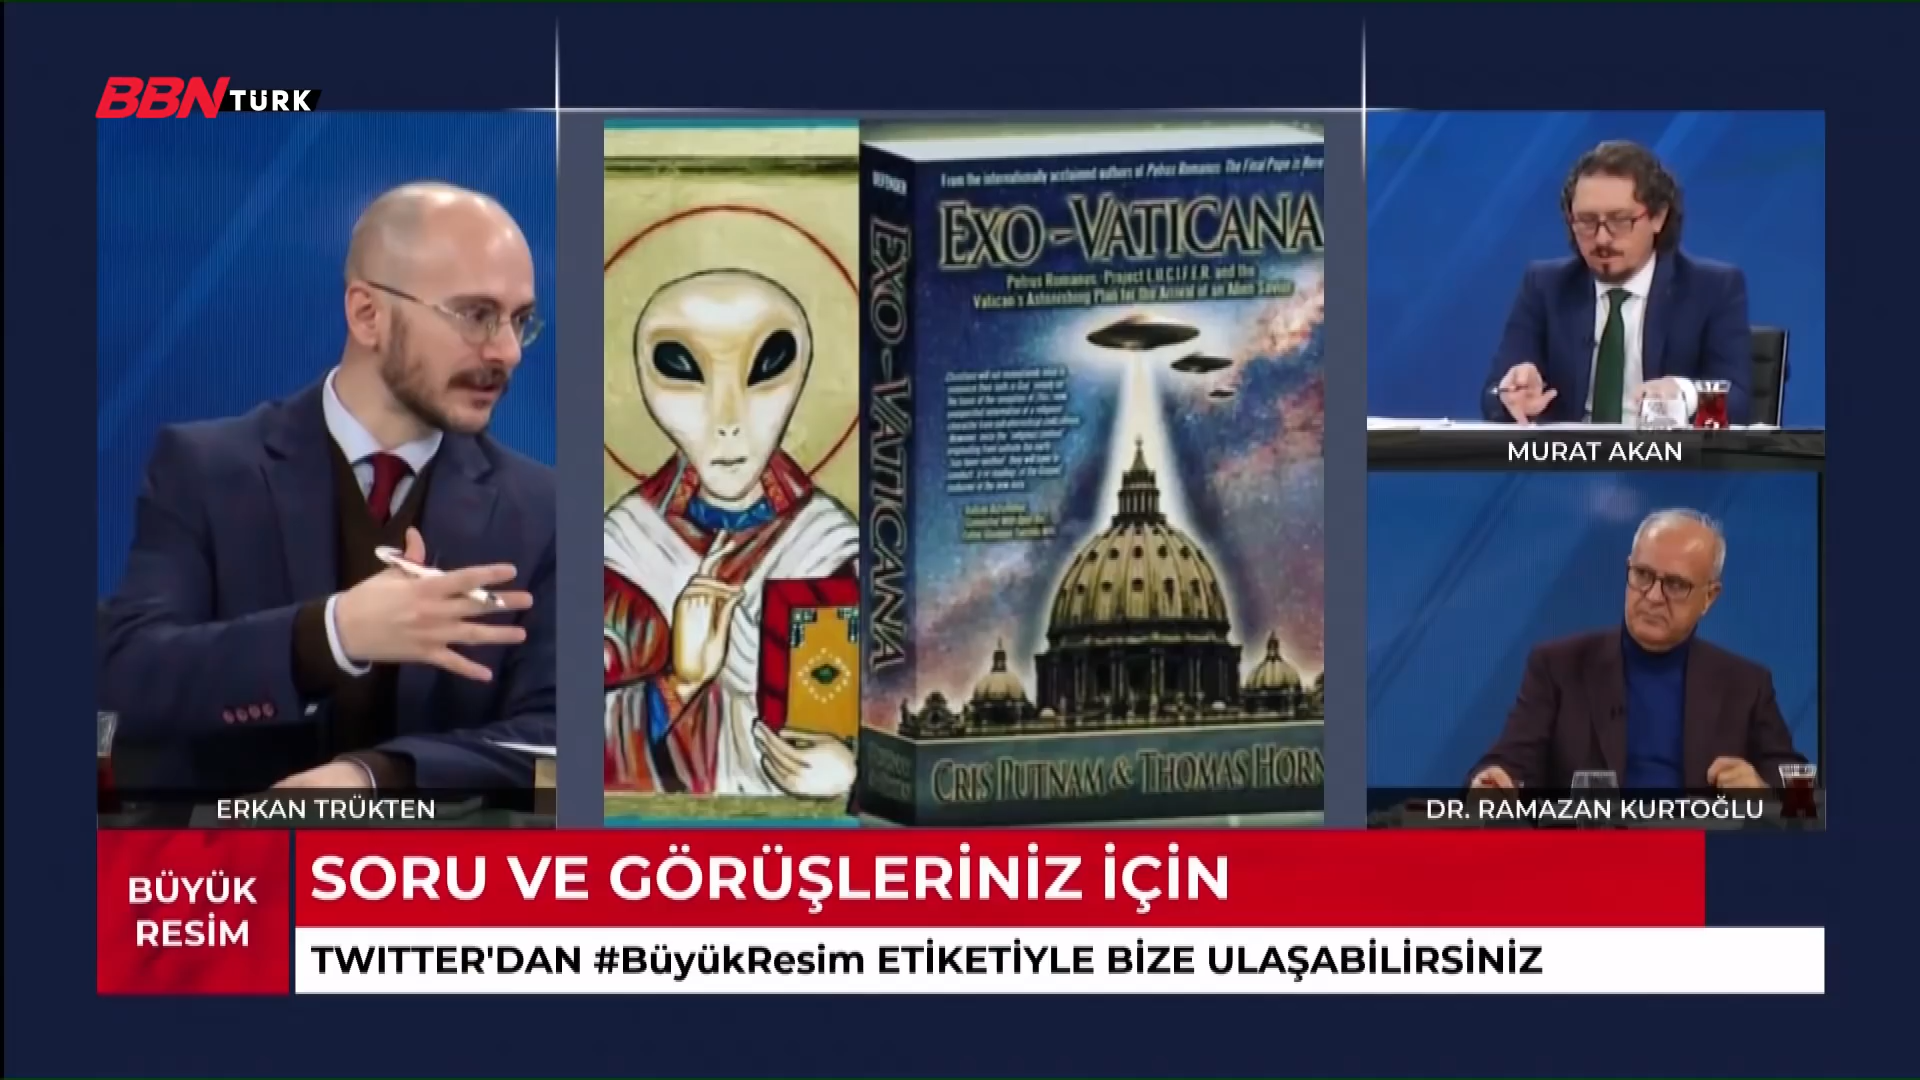 BBN TÜRK
DEFENDER
From the internationally acclaimed authors of Petrus Romanus: The Final Pope is Here
EXO-VATICANA
Petrus Romanus, Project L.U.C.I.F.E.R. and the
Vatican's Astonishing Plan for the Arrival of an Alien Savior
EXO-VATICANA
CRIS PUTNAM & THOMAS HORN
MURAT AKAN
ERKAN TRÜKTEN
DR. RAMAZAN KURTOĞLU
BÜYÜK
RESİM
SORU VE GÖRÜŞLERİNİZ İÇİN
TWITTER'DAN #BüyükResim ETİKETİYLE BİZE ULAŞABİLİRSİNİZ